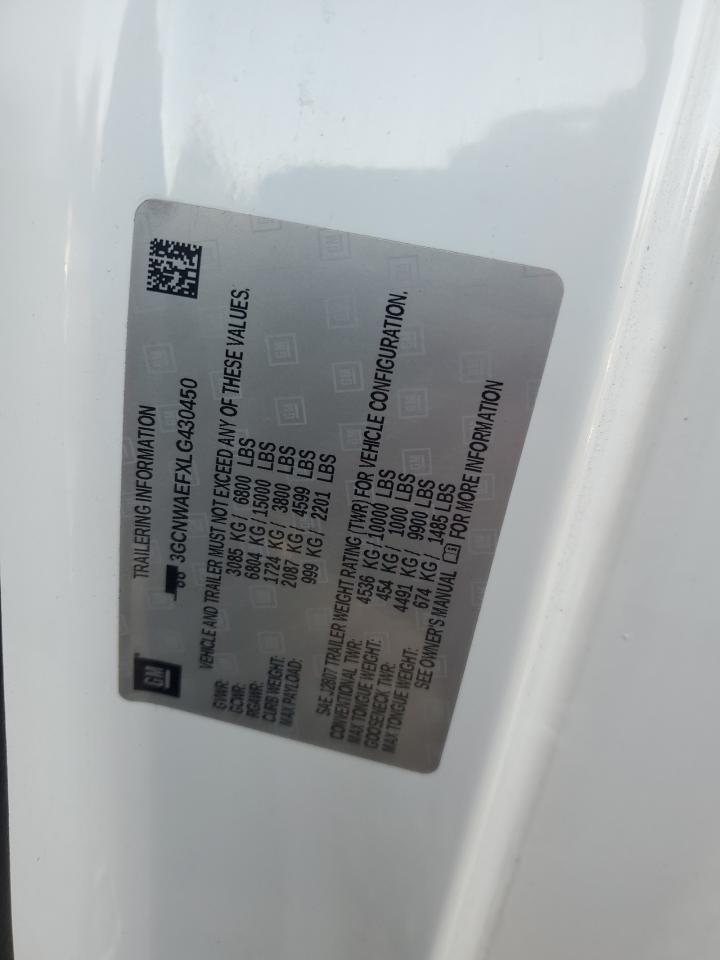 TRAILERING INFORMATION
GM
3GCNWAEFXLG430450
VEHICLE AND TRAILER MUST NOT EXCEED ANY OF THESE VALUES.
GVWR: 3085 KG/ 6800 LBS
GCWR: 6804 KG/15000 LBS
RGAWR: 1724 KG/ 3800 LBS
CURB WEIGHT: 2087 KG/ 4599 LBS
MAX PAYLOAD: 999 KG/ 2201 LBS
SAE J2807 TRAILER WEIGHT RATING (TWR) FOR VEHICLE CONFIGURATION.
CONVENTIONAL TWR: 4536 KG/10000 LBS
MAX TONGUE WEIGHT: 454 KG/ 1000 LBS
GOOSENECK TWR: 4491 KG/ 9900 LBS
MAX TONGUE WEIGHT: 674 KG/ 1485 LBS
SEE OWNER'S MANUAL FOR MORE INFORMATION